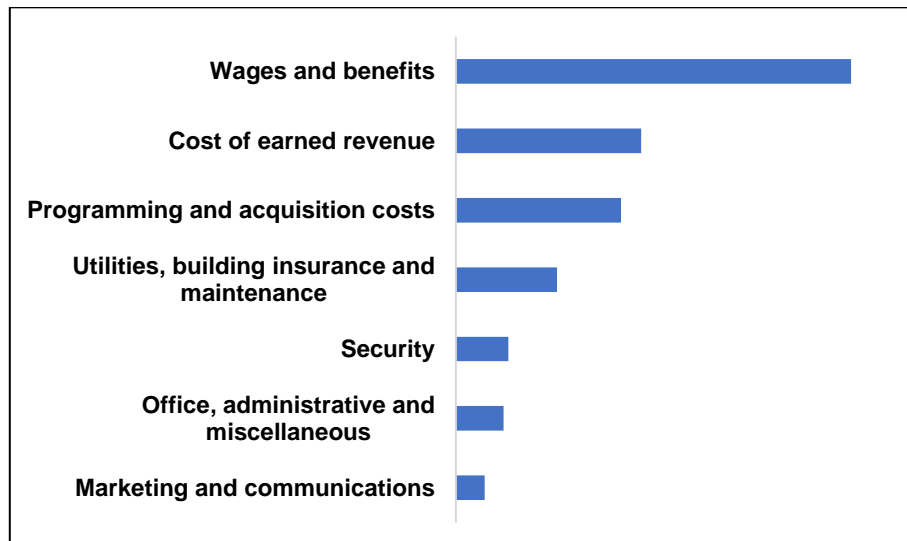 Wages and benefits
Cost of earned revenue
Programming and acquisition costs
Utilities, building insurance and
maintenance
Security
Office, administrative and
miscellaneous
Marketing and communications